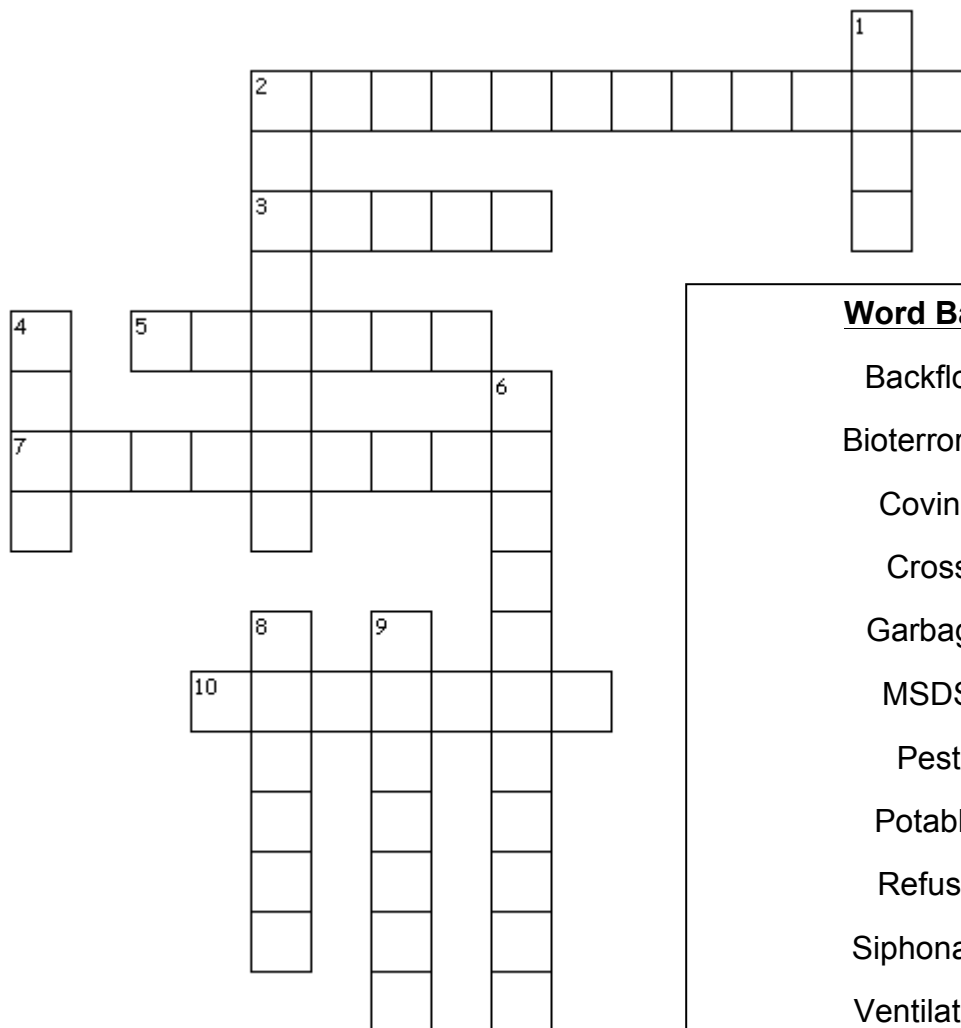 1
2
3
4 5
6
7
8 9
10
Word Ba
Backflo
Bioterror
Covin
Cross
Garbag
MSDS
Pest
Potabl
Refus
Siphona
Ventilat